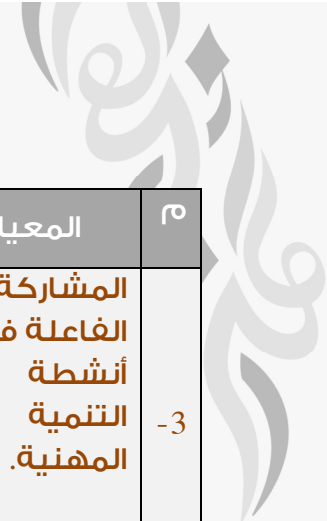 م
المعيا
3-
المشاركة
الفاعلة ف
أنشطة
التنمية
المهنية.